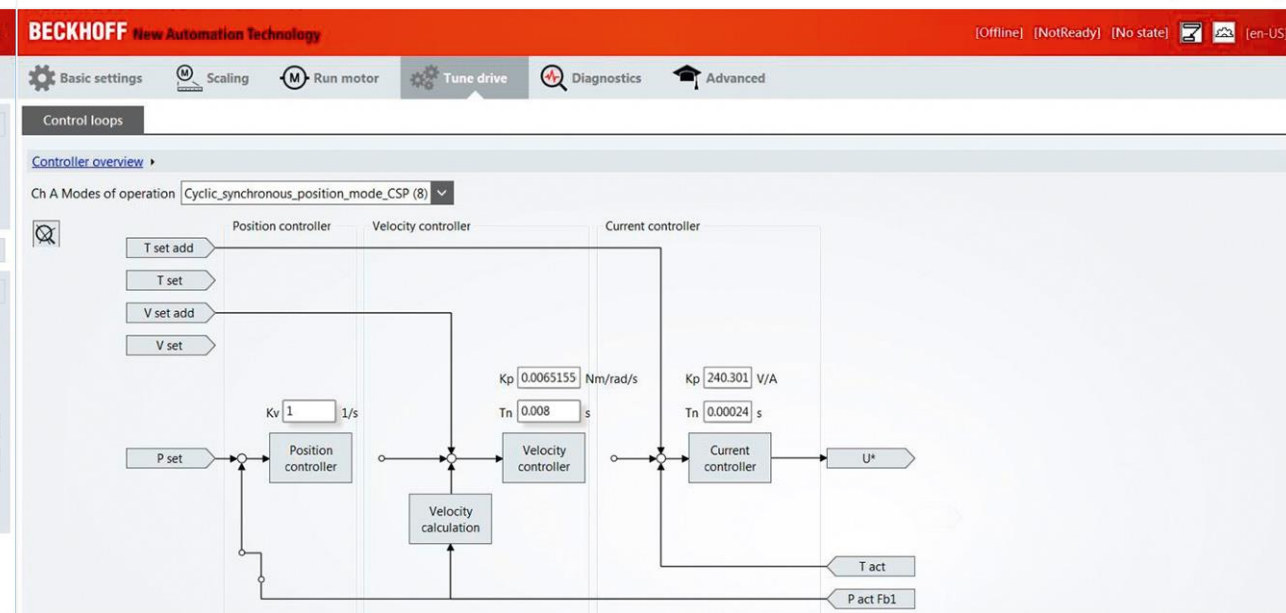 BECKHOFF New Automation Technology
[Offline] [NotReady] [No state] [en-US]
Basic settings
Scaling
Run motor
Tune drive
Diagnostics
Advanced
Control loops
Controller overview
Ch A Modes of operation Cyclic_synchronous_position_mode_CSP (8)
Position controller
Velocity controller
Current controller
T set add
T set
V set add
V set
Kp 0.0065155 Nm/rad/s
Kp 240.301 V/A
Kv 1 1/s
Tn 0.008 s
Tn 0.00024 s
P set
Position
controller
Velocity
controller
Current
controller
U*
Velocity
calculation
T act
P act Fb1